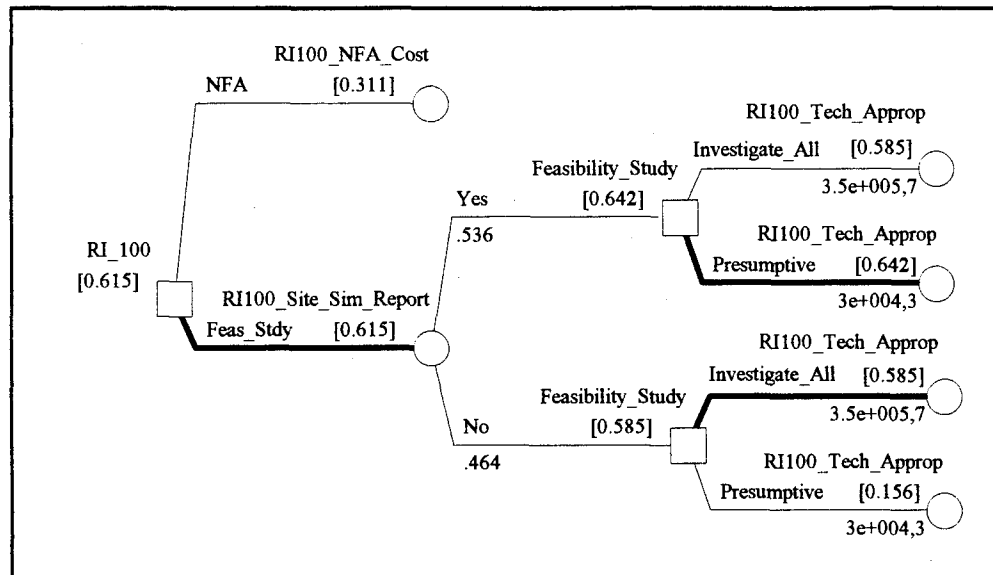 RI100_NFA_Cost
NFA [0.311]
RI100_Tech_Approp
Investigate_All [0.585]
3.5e+005,7
Feasibility_Study
Yes [0.642]
.536
RI100_Tech_Approp
Presumptive [0.642]
3e+004,3
RI_100
[0.615]
RI100_Site_Sim_Report
Feas_Stdy [0.615]
RI100_Tech_Approp
Investigate_All [0.585]
3.5e+005,7
Feasibility_Study
No [0.585]
.464
RI100_Tech_Approp
Presumptive [0.156]
3e+004,3